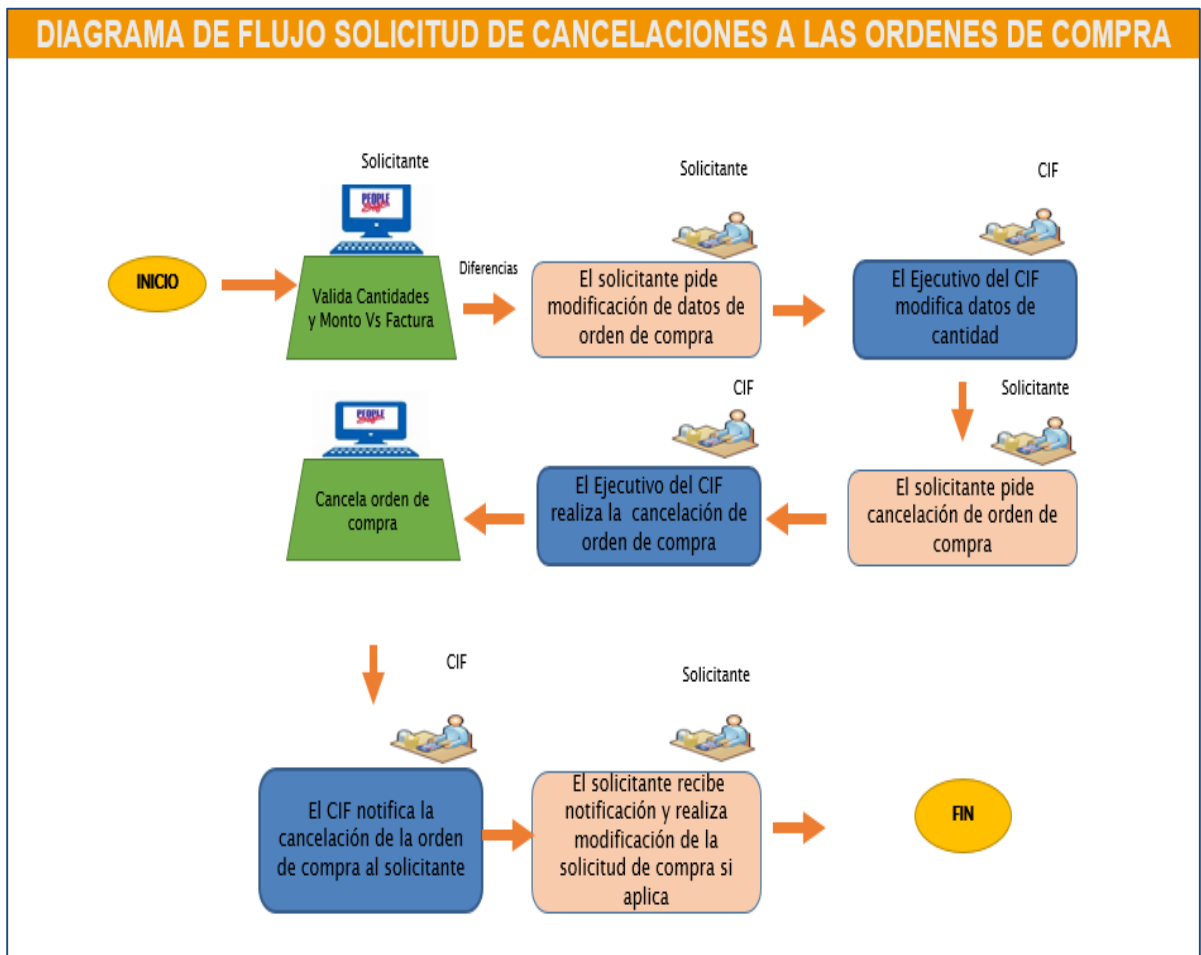 DIAGRAMA DE FLUJO SOLICITUD DE CANCELACIONES A LAS ORDENES DE COMPRA
Solicitante
Solicitante
CIF
PEOPLE
Soft
INICIO
Valida Cantidades
y Monto Vs Factura
Diferencias
El solicitante pide
modificación de datos de
orden de compra
El Ejecutivo del CIF
modifica datos de
cantidad
CIF
Solicitante
PEOPLE
Soft
Cancela orden de
compra
El Ejecutivo del CIF
realiza la cancelación de
orden de compra
El solicitante pide
cancelación de orden de
compra
CIF
Solicitante
El CIF notifica la
cancelación de la orden
de compra al solicitante
El solicitante recibe
notificación y realiza
modificación de la
solicitud de compra si
aplica
FIN